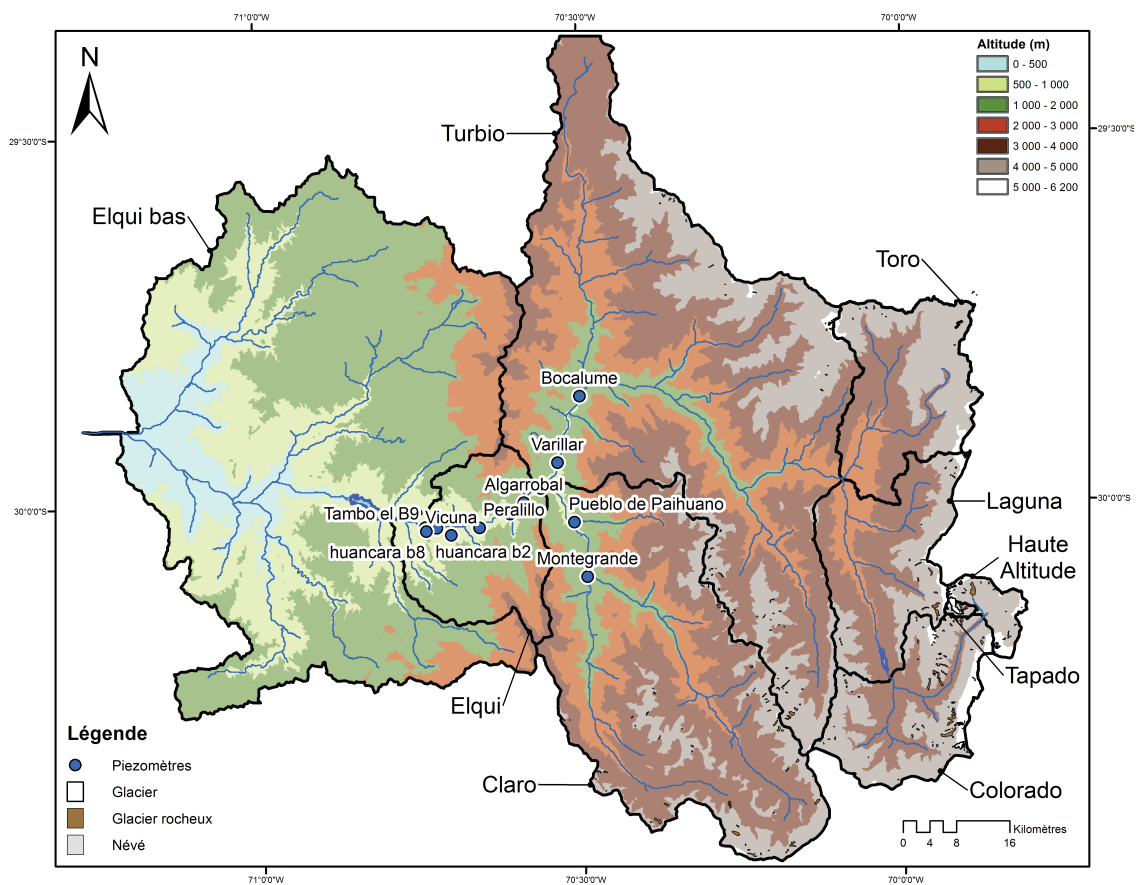 71°0'0"W
70°30'0"W
70°0'0"W
N
Altitude (m)
0 - 500
500 - 1 000
1 000 - 2 000
2 000 - 3 000
3 000 - 4 000
4 000 - 5 000
5 000 - 6 200
29°30'0"S
29°30'0"S
Turbio
Elqui bas
Toro
Bocalume
Varillar
Algarrobal
Pueblo de Paihuano
Peralillo
Tambo el B9
Vicuna
huancara b8
huancara b2
Montegrande
30°0'0"S
30°0'0"S
Laguna
Haute
Altitude
Tapado
Elqui
Claro
Colorado
Légende
Piezomètres
Glacier
Glacier rocheux
Névé
Kilomètres
0 4 8 16
71°0'0"W
70°30'0"W
70°0'0"W